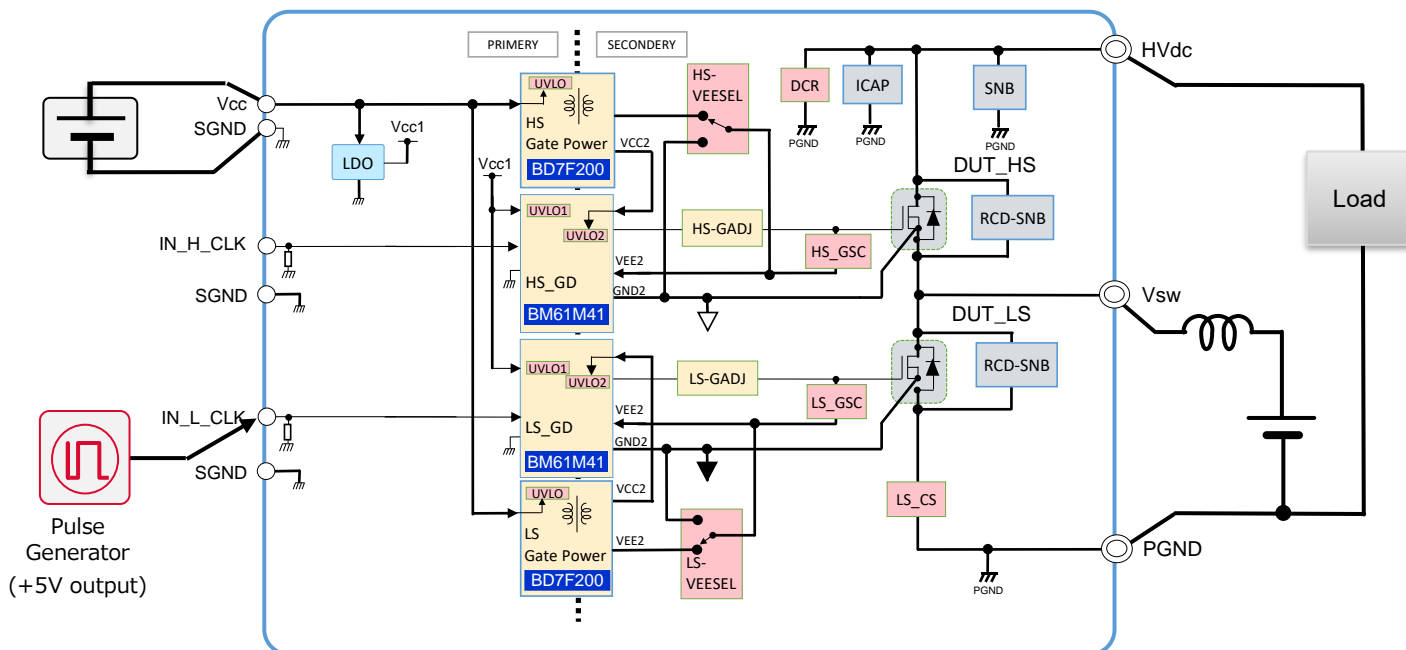 PRIMERY
SECONDERY
HVdc
Vcc
SGND
UVLO
HS
Gate Power
BD7F200
VCC2
HS-
VEESEL
DCR
ICAP
SNB
PGND
PGND
PGND
Vcc1
LDO
Vcc1
DUT_HS
Load
UVLO1
UVLO2
HS-GADJ
RCD-SNB
IN_H_CLK
HS_GSC
VEE2
HS_GD
GND2
BM61M41
SGND
Vsw
DUT_LS
UVLO1
UVLO2
LS-GADJ
RCD-SNB
IN_L_CLK
LS_GSC
VEE2
LS_GD
GND2
BM61M41
SGND
UVLO
VCC2
LS
Gate Power
VEE2
BD7F200
LS-
VEESEL
LS_CS
PGND
PGND
Pulse
Generator
(+5V output)